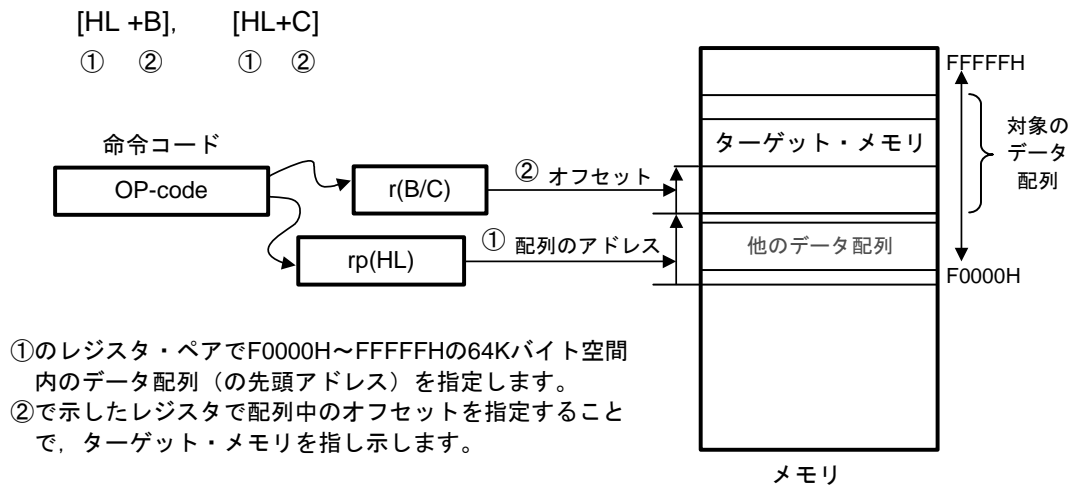 [HL +B], [HL+C]
① ② ① ②
FFFFFH
対象の
データ
配列
ターゲット・メモリ
命令コード
OP-code
r(B/C)
② オフセット
rp(HL)
① 配列のアドレス
他のデータ配列
F0000H
①のレジスタ・ペアでF0000H～FFFFFHの64Kバイト空間
内のデータ配列（の先頭アドレス）を指定します。
②で示したレジスタで配列中のオフセットを指定すること
で，ターゲット・メモリを指し示します。
メモリ